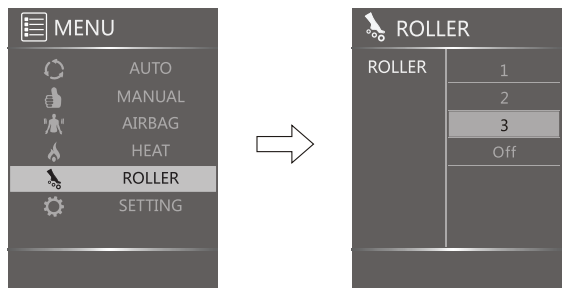 MENU
AUTO
MANUAL
AIRBAG
HEAT
ROLLER
SETTING
ROLLER
ROLLER
1
2
3
Off